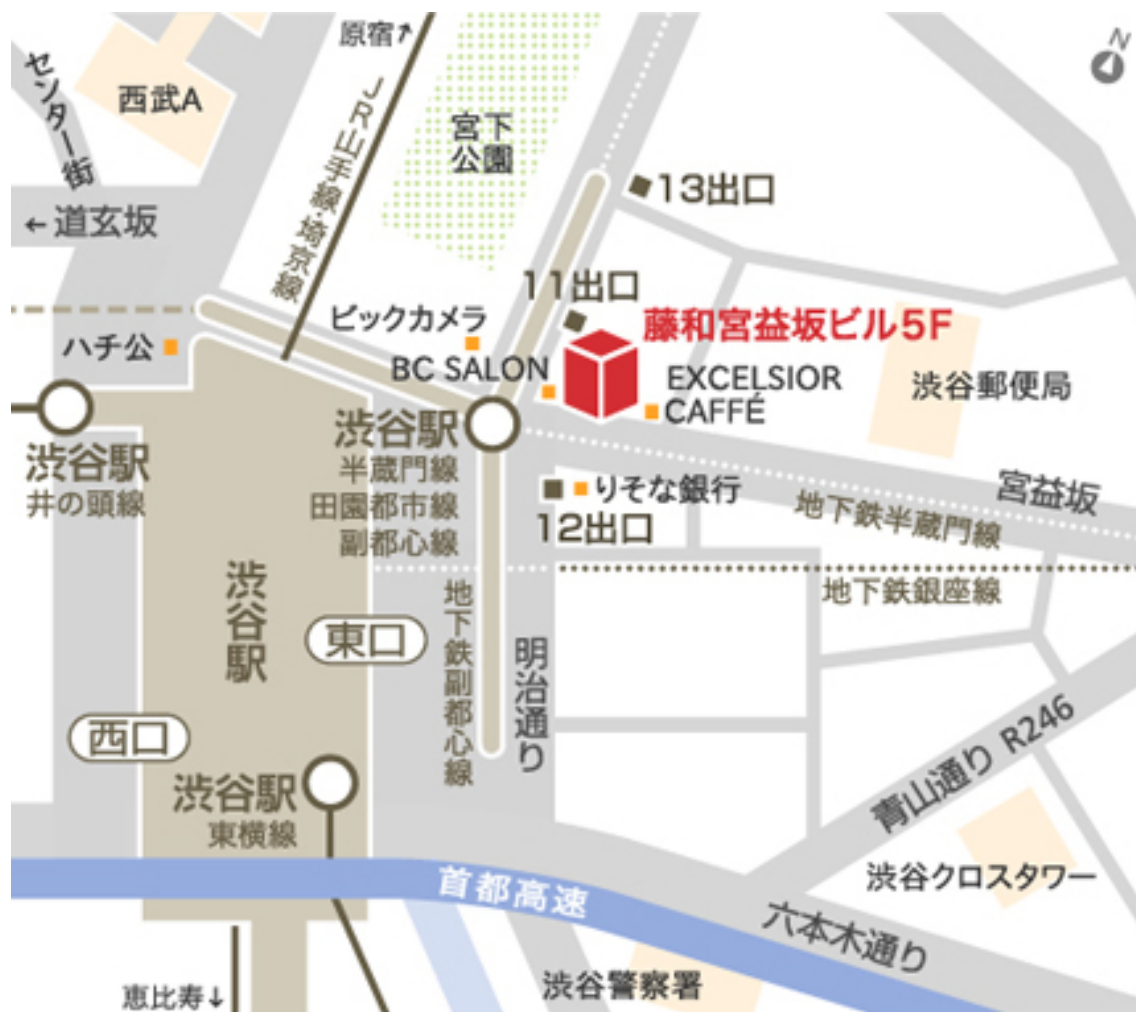 原宿↑
N
センター街
西武A
JR山手線・埼京線
宮下
公園
13出口
←道玄坂
11出口
藤和宮益坂ビル5F
ビックカメラ
ハチ公
BC SALON
EXCELSIOR
CAFFÉ
渋谷郵便局
渋谷駅
井の頭線
渋谷駅
半蔵門線
田園都市線
副都心線
りそな銀行
12出口
宮益坂
地下鉄半蔵門線
地下鉄銀座線
渋谷駅
東口
地下鉄副都心線
明治通り
西口
渋谷駅
東横線
青山通り R246
渋谷クロスタワー
首都高速
六本木通り
渋谷警察署
恵比寿↓